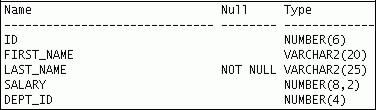 Name Null Type
------------------------------ -------- ----------------------------
ID NUMBER(6)
FIRST_NAME VARCHAR2(20)
LAST_NAME NOT NULL VARCHAR2(25)
SALARY NUMBER(8,2)
DEPT_ID NUMBER(4)